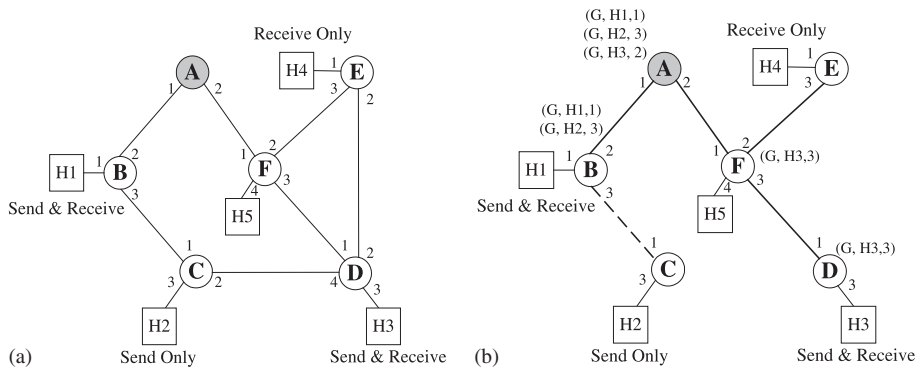 (G, H1,1)
(G, H2, 3)
(G, H3, 2)
Receive Only
H4
1
E
3
2
A
1
2
H1
1
B
2
3
Send & Receive
1
2
F
4
3
H5
1
C
2
3
H2
Send Only
1
2
D
4
3
H3
Send & Receive
(a)
Receive Only
H4
1
E
3
A
1
2
(G, H1,1)
(G, H2, 3)
H1
1
B
2
3
Send & Receive
1
2
F
(G, H3,3)
4
3
H5
1
C
3
H2
Send Only
1
(G, H3,3)
D
3
H3
Send & Receive
(b)